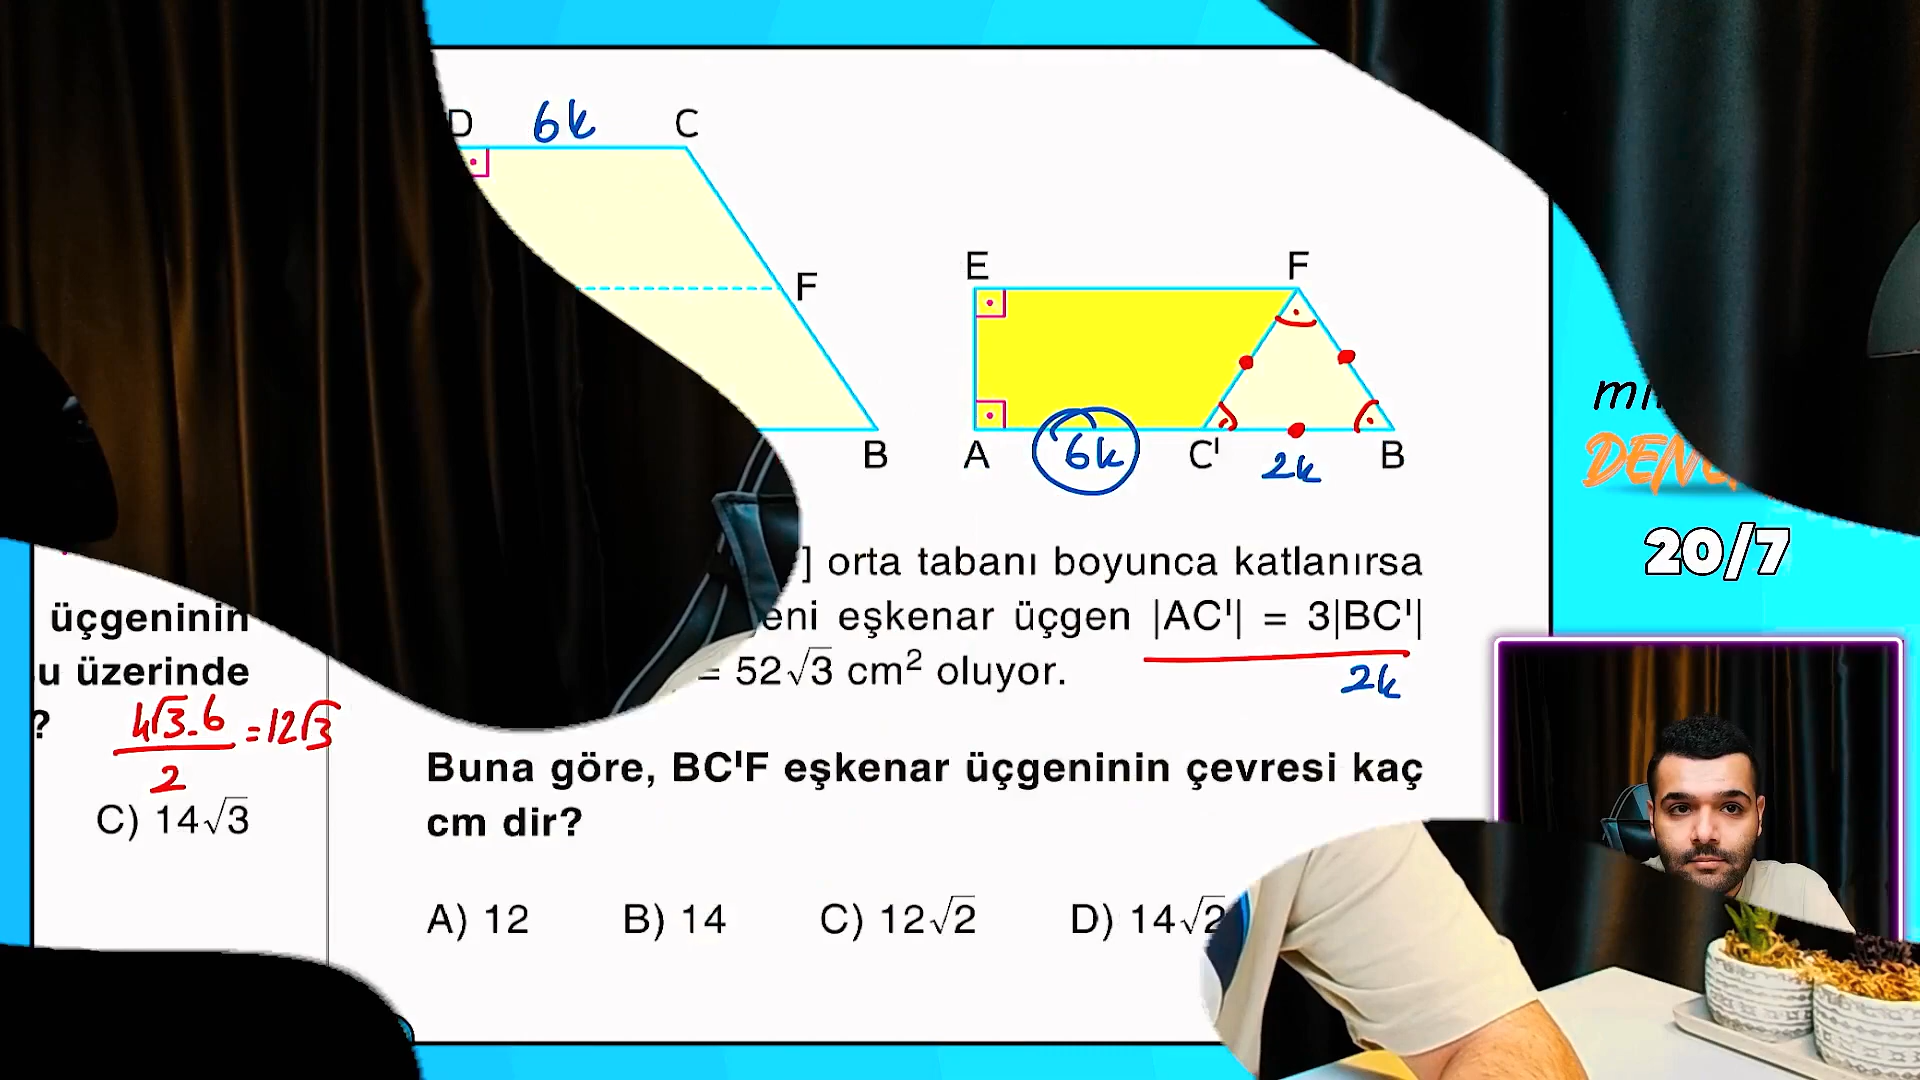 D 6k C
F
B
E F
A 6k C' 2k B
] orta tabanı boyunca katlanırsa
eşkenar üçgen |AC'| = 3|BC'|
= 52√3 cm² oluyor.
2k
Buna göre, BC'F eşkenar üçgeninin çevresi kaç
cm dir?
A) 12 B) 14 C) 12√2 D) 14√2
üçgeninin
üzerinde
?
4√3.6
2
=12√3
C) 14√3
20/7